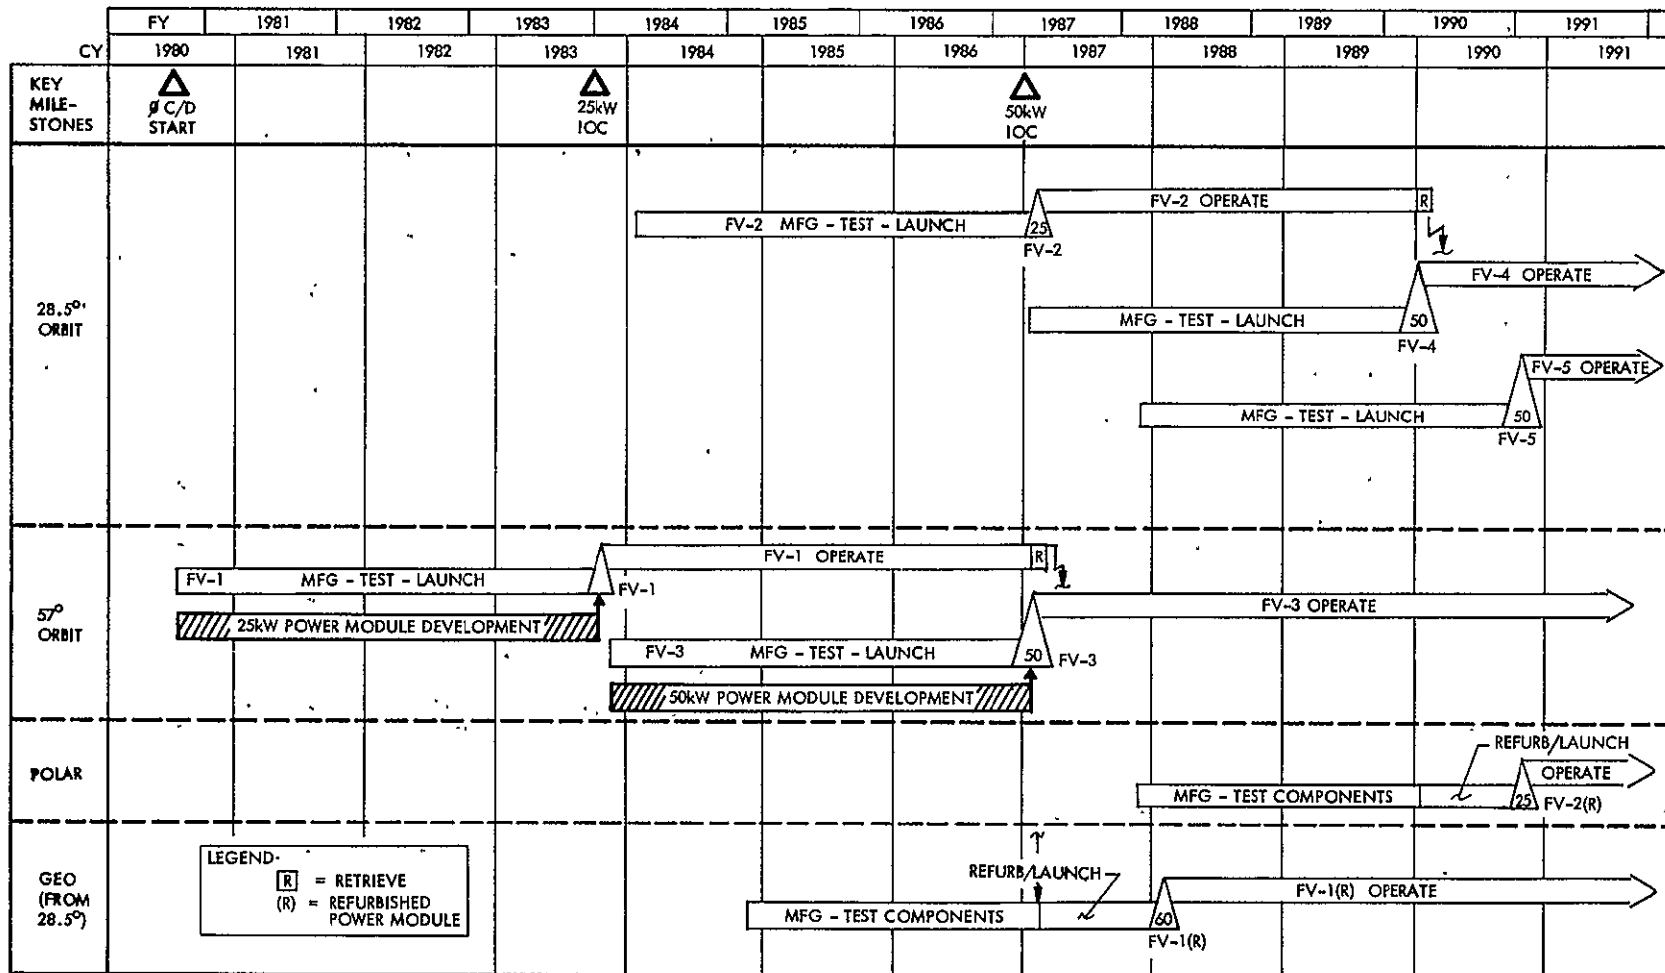 FY 1981 1982 1983 1984 1985 1986 1987 1988 1989 1990 1991
CY 1980 1981 1982 1983 1984 1985 1986 1987 1988 1989 1990 1991
KEY
MILE-
STONES
Ø C/D
START
25kW
IOC
50kW
IOC
28.5°
ORBIT
FV-2 OPERATE
R
FV-2 MFG - TEST - LAUNCH
25
FV-2
FV-4 OPERATE
MFG - TEST - LAUNCH
50
FV-4
FV-5 OPERATE
MFG - TEST - LAUNCH
50
FV-5
57°
ORBIT
FV-1 OPERATE
R
FV-1 MFG - TEST - LAUNCH
FV-1
25kW POWER MODULE DEVELOPMENT
FV-3 OPERATE
FV-3 MFG - TEST - LAUNCH
50
FV-3
50kW POWER MODULE DEVELOPMENT
POLAR
REFURB/LAUNCH
OPERATE
MFG - TEST COMPONENTS
25
FV-2(R)
GEO
(FROM
28.5°)
LEGEND
R = RETRIEVE
(R) = REFURBISHED
POWER MODULE
REFURB/LAUNCH
FV-1(R) OPERATE
MFG - TEST COMPONENTS
60
FV-1(R)